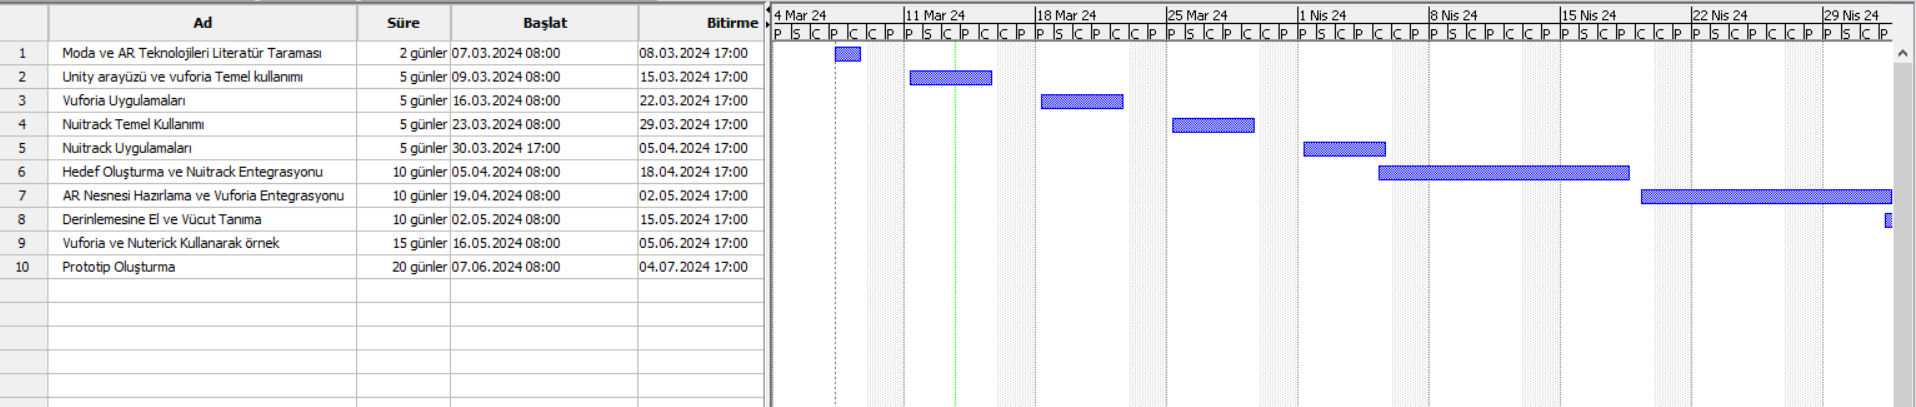 Ad Süre Başlat Bitirme
4 Mar 24 11 Mar 24 18 Mar 24 25 Mar 24 1 Nis 24 8 Nis 24 15 Nis 24 22 Nis 24 29 Nis 24
P S C P C C P P S C P C C P P S C P C C P P S C P C C P P S C P C C P P S C P C C P P S C P C C P P S C P C C P P S C P
1 Moda ve AR Teknolojileri Literatür Taraması 2 günler 07.03.2024 08:00 08.03.2024 17:00
2 Unity arayüzü ve vuforia Temel kullanımı 5 günler 09.03.2024 08:00 15.03.2024 17:00
3 Vuforia Uygulamaları 5 günler 16.03.2024 08:00 22.03.2024 17:00
4 Nuitrack Temel Kullanımı 5 günler 23.03.2024 08:00 29.03.2024 17:00
5 Nuitrack Uygulamaları 5 günler 30.03.2024 17:00 05.04.2024 17:00
6 Hedef Oluşturma ve Nuitrack Entegrasyonu 10 günler 05.04.2024 08:00 18.04.2024 17:00
7 AR Nesnesi Hazırlama ve Vuforia Entegrasyonu 10 günler 19.04.2024 08:00 02.05.2024 17:00
8 Derinlemesine El ve Vücut Tanıma 10 günler 02.05.2024 08:00 15.05.2024 17:00
9 Vuforia ve Nuterick Kullanarak örnek 15 günler 16.05.2024 08:00 05.06.2024 17:00
10 Prototip Oluşturma 20 günler 07.06.2024 08:00 04.07.2024 17:00